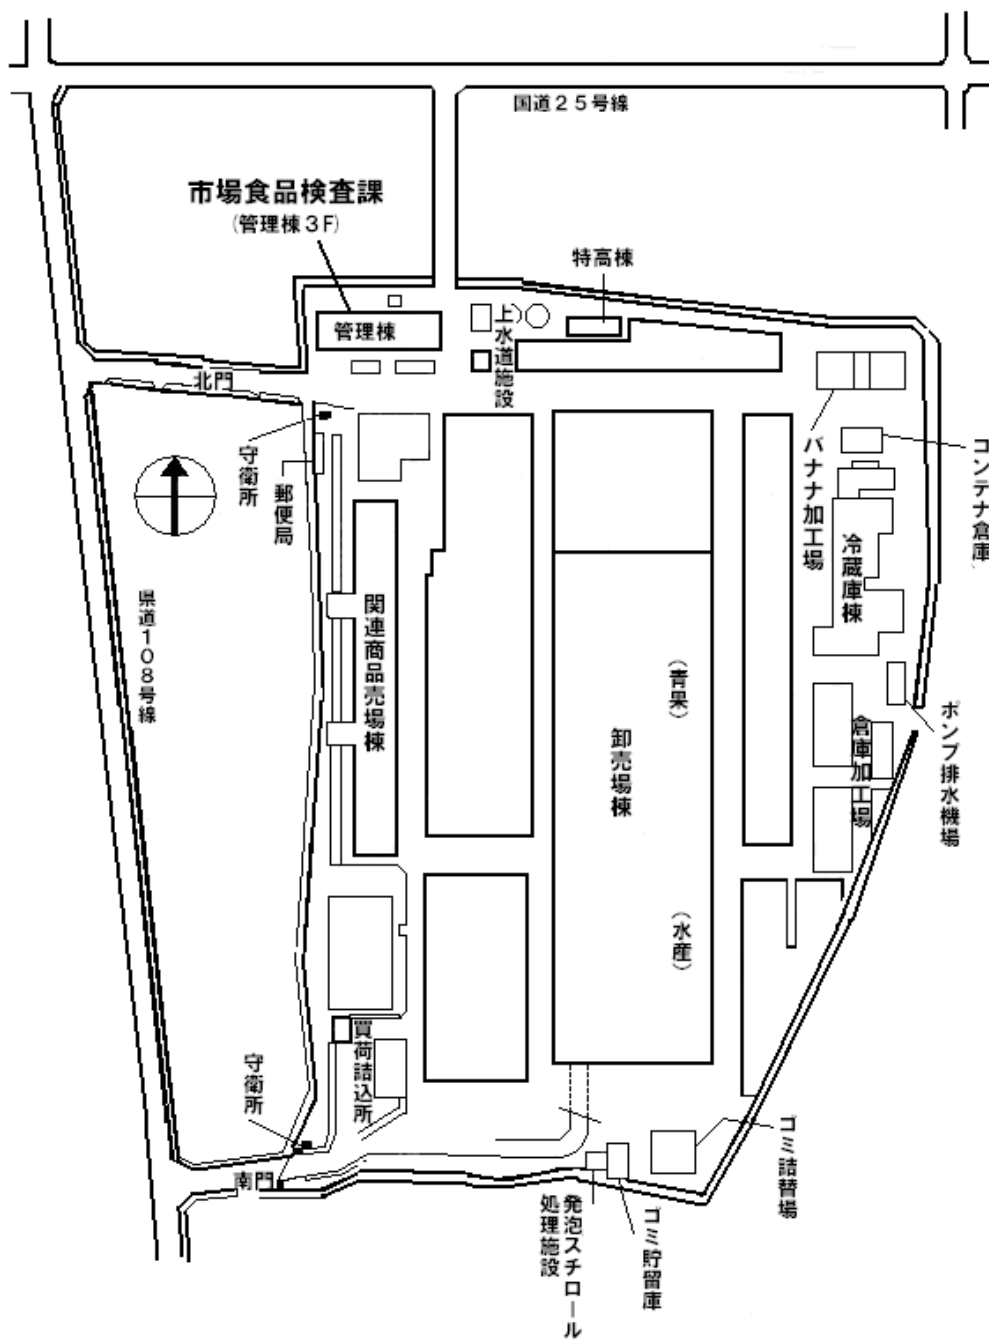 国道２５号線
市場食品検査課
(管理棟３F)
特高棟
管理棟
上水道施設
北門
守衛所
郵便局
バナナ加工場
コンテナ倉庫
冷蔵庫棟
県道１０８号線
関連商品売場棟
(青果)
卸売場棟
倉庫加工場
ポンプ排水機場
(水産)
買荷詰込所
守衛所
南門
ゴミ詰替場
発泡スチロール
処理施設
ゴミ貯留庫